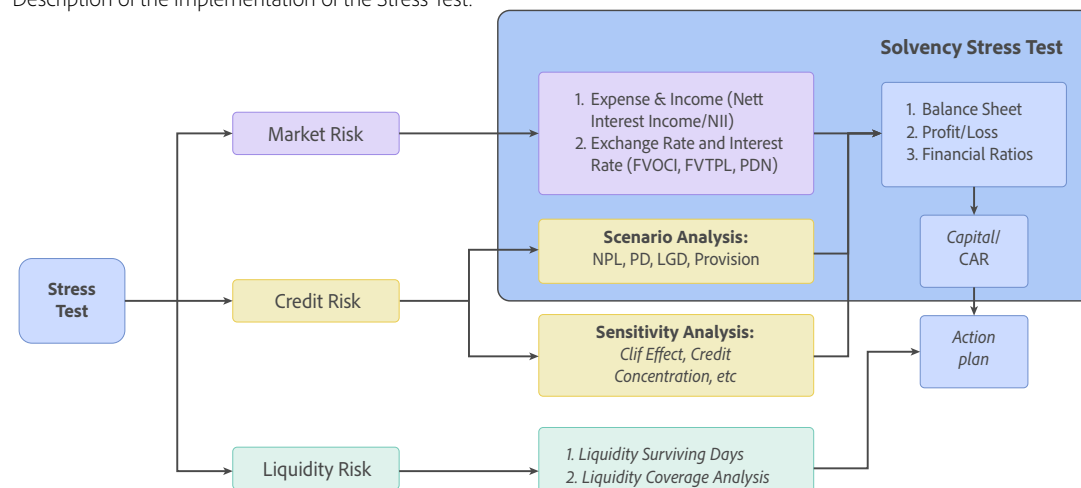 Description of the Implementation of the Stress Test:
Solvency Stress Test
1. Expense & Income (Nett
Interest Income/NII)
2. Exchange Rate and Interest
Rate (FVOCI, FVTPL, PDN)
1. Balance Sheet
2. Profit/Loss
3. Financial Ratios
Market Risk
Scenario Analysis:
NPL, PD, LGD, Provision
Capital/
CAR
Stress
Test
Credit Risk
Sensitivity Analysis:
Clif Effect, Credit
Concentration, etc
Action
plan
Liquidity Risk
1. Liquidity Surviving Days
2. Liquidity Coverage Analysis